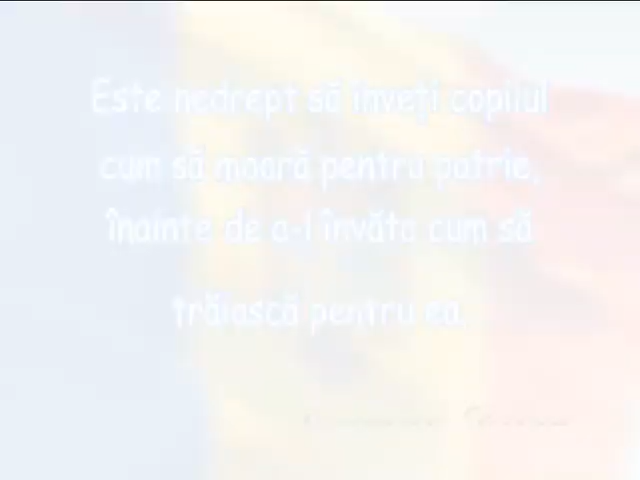 Este nedrept să înveți copilul
cum să moară pentru patrie,
înainte de a-l învăța cum să
trăiască pentru ea.